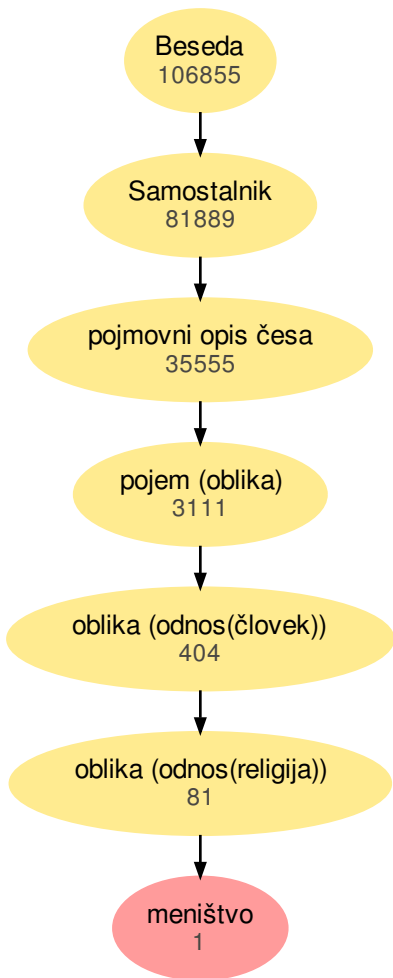 Beseda
106855
Samostalnik
81889
pojmovni opis česa
35555
pojem (oblika)
3111
oblika (odnos(človek))
404
oblika (odnos(religija))
81
meništvo
1